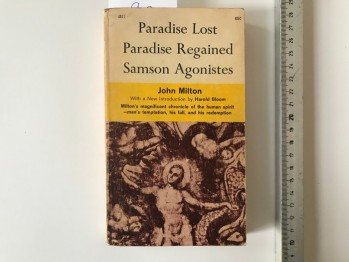 Paradise Lost
Paradise Regained
Samson Agonistes
John Milton
With a New Introduction by Harold Bloom
Milton's magnificent chronicle of the human spirit
—man's temptation, his fall, and his redemption